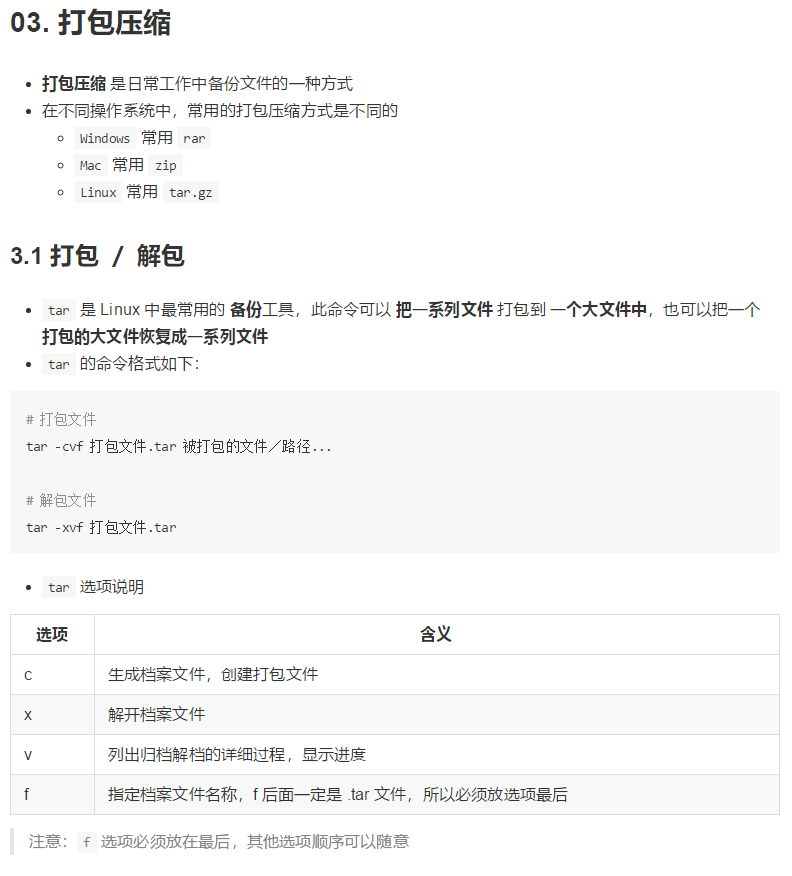 03. 打包压缩
打包压缩 是日常工作中备份文件的一种方式
在不同操作系统中，常用的打包压缩方式是不同的
Windows 常用 rar
Mac 常用 zip
Linux 常用 tar.gz
3.1 打包 ／ 解包
tar 是 Linux 中最常用的 备份工具，此命令可以 把一系列文件 打包到 一个大文件中，也可以把一个
打包的大文件恢复成一系列文件
tar 的命令格式如下：
# 打包文件
tar -cvf 打包文件.tar 被打包的文件／路径...
# 解包文件
tar -xvf 打包文件.tar
tar 选项说明
选项 含义
c 生成档案文件，创建打包文件
x 解开档案文件
v 列出归档解档的详细过程，显示进度
f 指定档案文件名称，f 后面一定是 .tar 文件，所以必须放选项最后
注意：f 选项必须放在最后，其他选项顺序可以随意